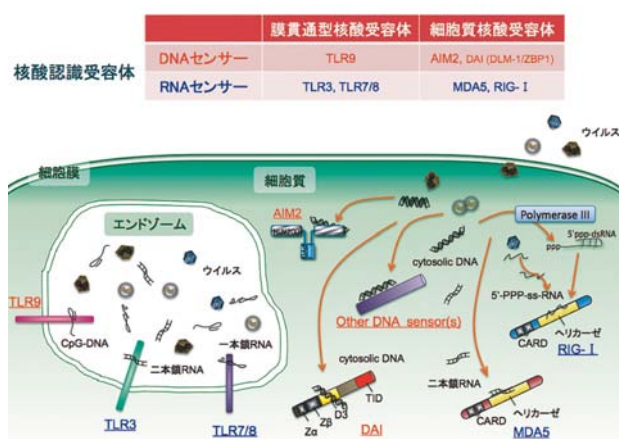 膜貫通型核酸受容体 細胞質核酸受容体
核酸認識受容体
DNAセンサー TLR9 AIM2, DAI (DLM-1/ZBP1)
RNAセンサー TLR3, TLR7/8 MDA5, RIG-I
ウイルス
細胞膜
細胞質
エンドソーム
AIM2
Polymerase III
PPP
5'ppp-dsRNA
ウイルス
cytosolic DNA
5'-PPP-ss-RNA
TLR9
CpG-DNA
Other DNA sensor(s)
ヘリカーゼ
CARD
RIG-I
一本鎖RNA
二本鎖RNA
cytosolic DNA
二本鎖RNA
TID
D3
Zβ
Zα
ヘリカーゼ
CARD
TLR3
TLR7/8
DAI
MDA5